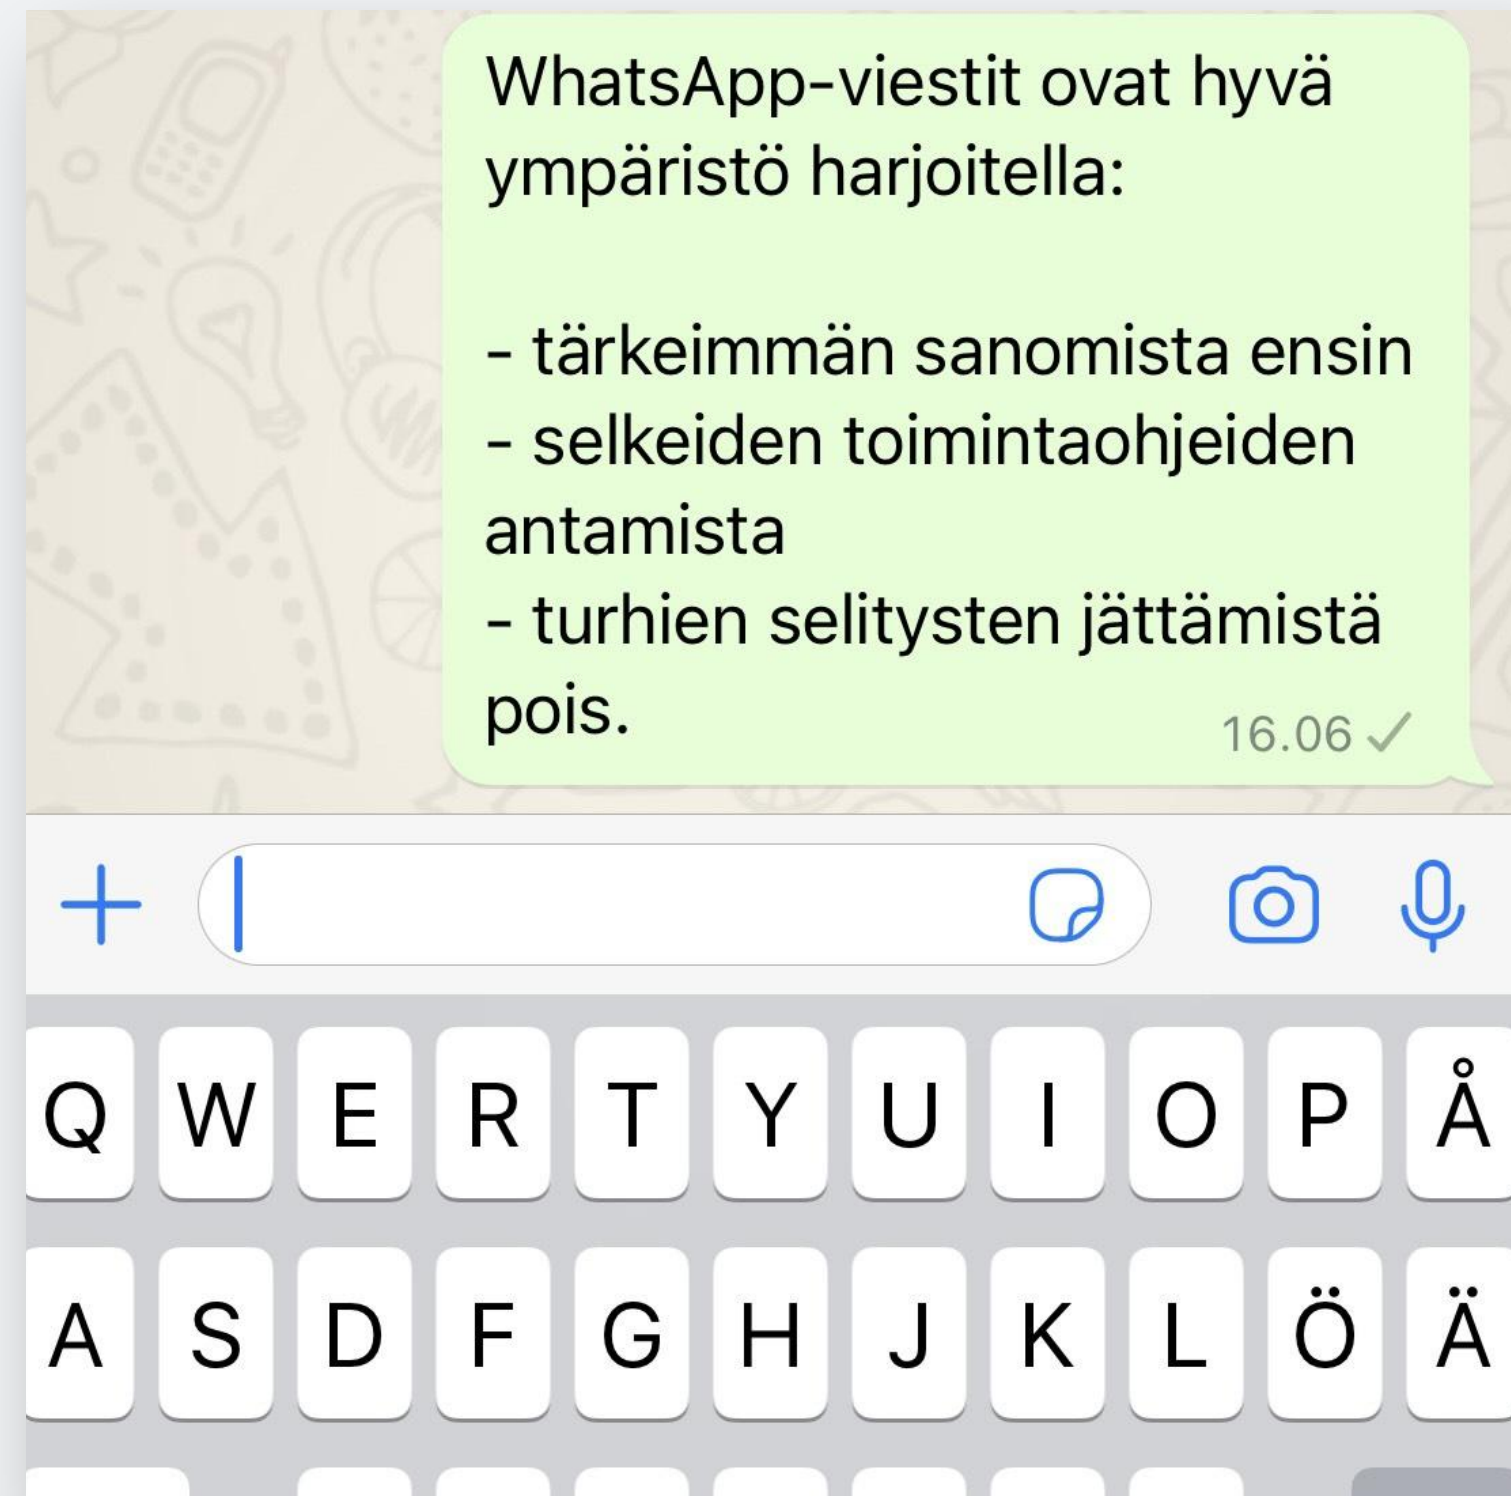 WhatsApp-viestit ovat hyvä
ympäristö harjoitella:
- tärkeimmän sanomista ensin
- selkeiden toimintaohjeiden
antamista
- turhien selitysten jättämistä
pois.
16.06
Q W E R T Y U I O P Å
A S D F G H J K L Ö Ä